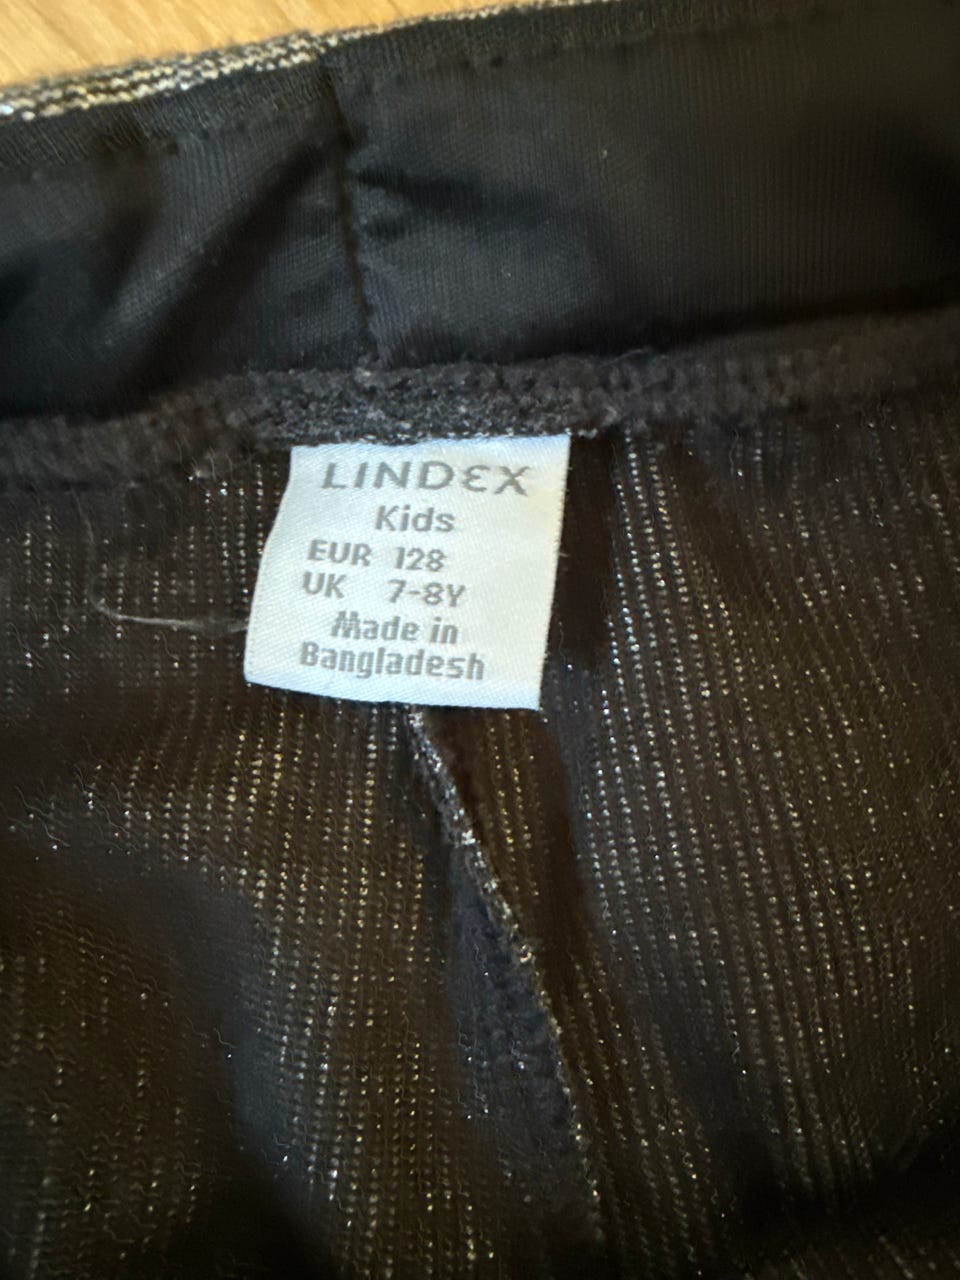 LINDEX
Kids
EUR 128
UK 7-8Y
Made in
Bangladesh